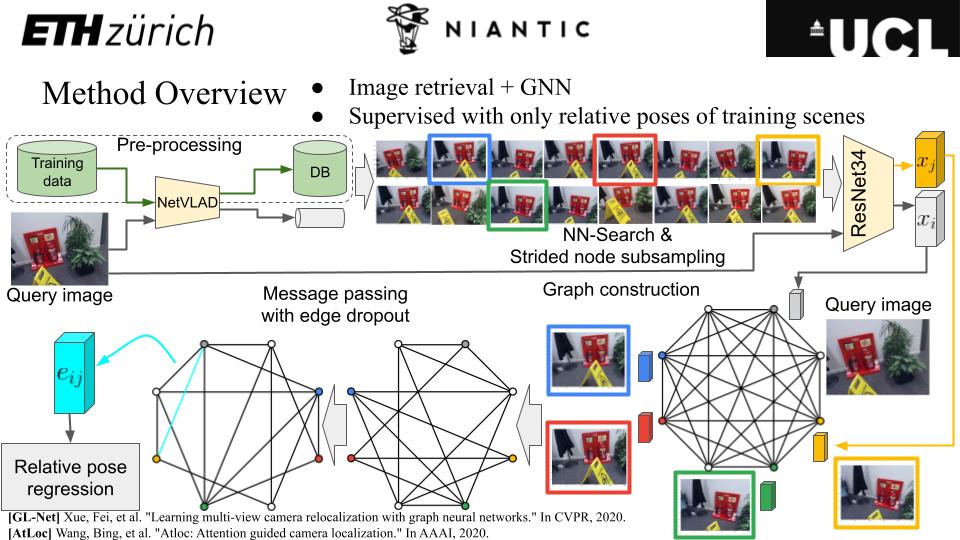 ETH zürich
NIANTIC
UCL
Method Overview
● Image retrieval + GNN
● Supervised with only relative poses of training scenes
Pre-processing
Training
data
NetVLAD
DB
ResNet34
x_j
x_i
NN-Search &
Strided node subsampling
Query image
Message passing
with edge dropout
Graph construction
Query image
e_ij
Relative pose
regression
[GL-Net] Xue, Fei, et al. "Learning multi-view camera relocalization with graph neural networks." In CVPR, 2020.
[AtLoc] Wang, Bing, et al. "Atloc: Attention guided camera localization." In AAAI, 2020.